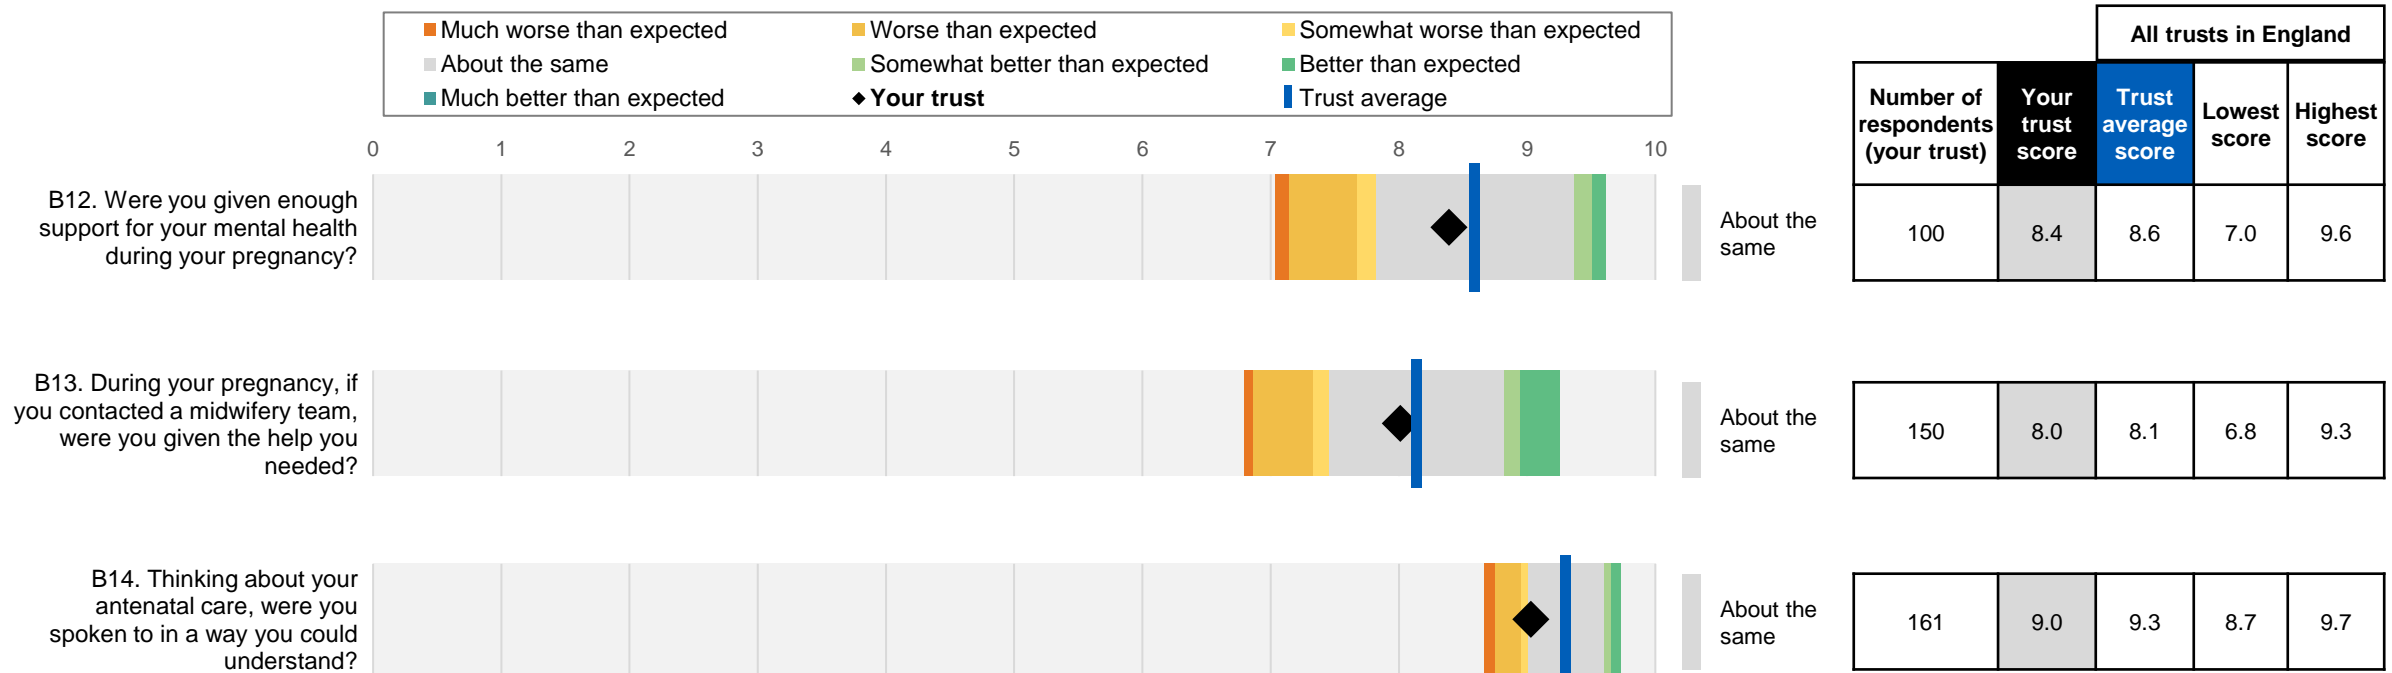 Much worse than expected
Worse than expected
Somewhat worse than expected
About the same
Somewhat better than expected
Better than expected
Much better than expected
Your trust
Trust average
All trusts in England
Number of
respondents
(your trust)
Your
trust
score
Trust
average
score
Lowest
score
Highest
score
0 1 2 3 4 5 6 7 8 9 10
B12. Were you given enough
support for your mental health
during your pregnancy?
About the
same
100 8.4 8.6 7.0 9.6
B13. During your pregnancy, if
you contacted a midwifery team,
were you given the help you
needed?
About the
same
150 8.0 8.1 6.8 9.3
B14. Thinking about your
antenatal care, were you
spoken to in a way you could
understand?
About the
same
161 9.0 9.3 8.7 9.7